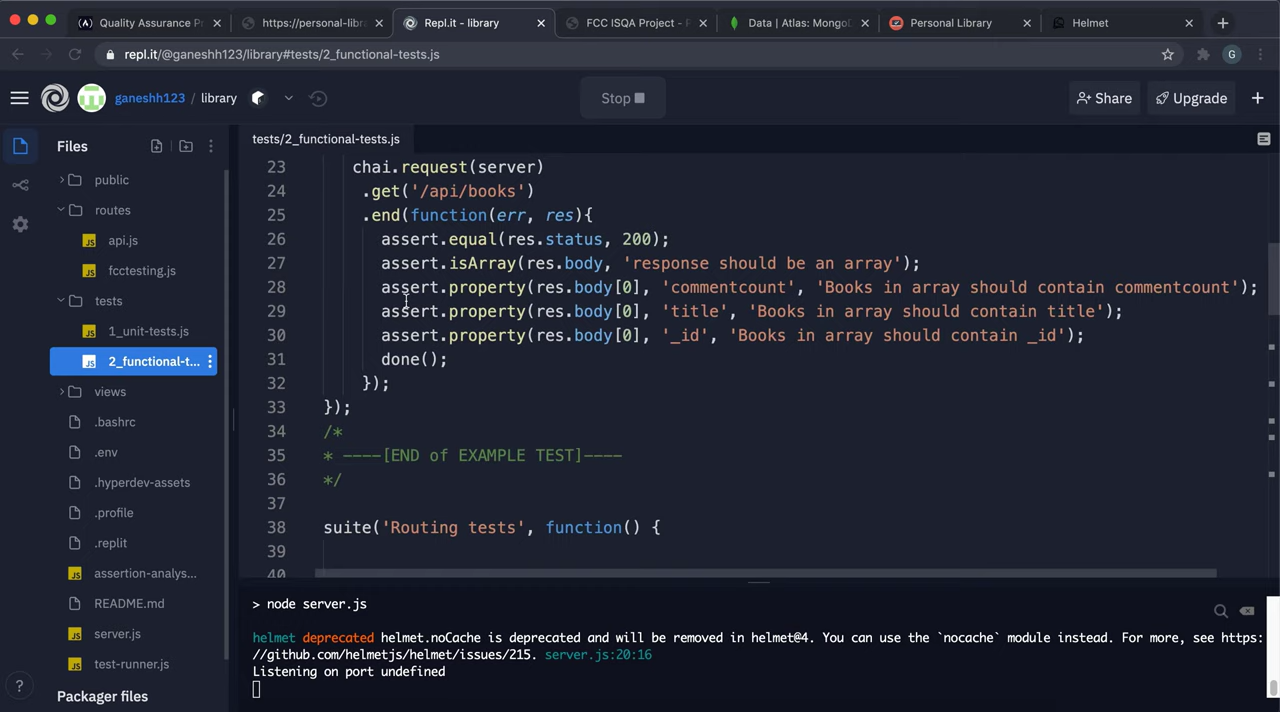 Quality Assurance P
https://personal-libra
Repl.it - library
FCC ISQA Project - P
Data | Atlas: MongoD
Personal Library
Helmet
repl.it/@ganeshh123/library#tests/2_functional-tests.js
G
ganeshh123 / library
Stop
Share
Upgrade
Files
public
routes
api.js
fcctesting.js
tests
1_unit-tests.js
2_functional-t...
views
.bashrc
.env
.hyperdev-assets
.profile
.replit
assertion-analys...
README.md
server.js
test-runner.js
Packager files
?
tests/2_functional-tests.js
23 chai.request(server)
24 .get('/api/books')
25 .end(function(err, res){
26 assert.equal(res.status, 200);
27 assert.isArray(res.body, 'response should be an array');
28 assert.property(res.body[0], 'commentcount', 'Books in array should contain commentcount');
29 assert.property(res.body[0], 'title', 'Books in array should contain title');
30 assert.property(res.body[0], '_id', 'Books in array should contain _id');
31 done();
32 });
33 });
34 /*
35 * ----[END of EXAMPLE TEST]----
36 */
37
38 suite('Routing tests', function() {
39
40
> node server.js
helmet deprecated helmet.noCache is deprecated and will be removed in helmet@4. You can use the `nocache` module instead. For more, see https:
//github.com/helmetjs/helmet/issues/215. server.js:20:16
Listening on port undefined